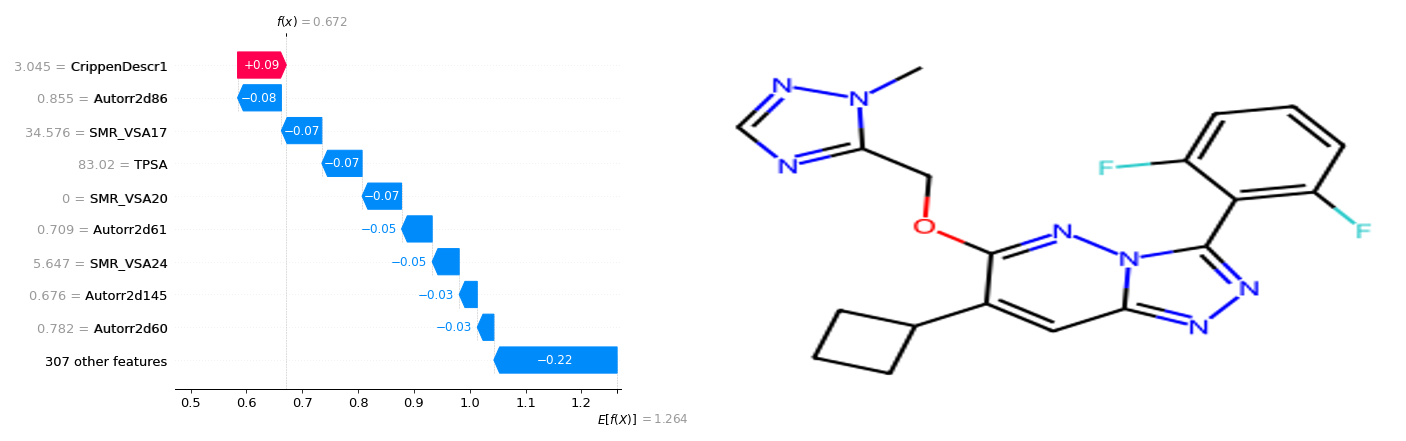 f(x) = 0.672
3.045 = CrippenDescr1
+0.09
0.855 = Autorr2d86
−0.08
34.576 = SMR_VSA17
−0.07
83.02 = TPSA
−0.07
0 = SMR_VSA20
−0.07
0.709 = Autorr2d61
−0.05
5.647 = SMR_VSA24
−0.05
0.676 = Autorr2d145
−0.03
0.782 = Autorr2d60
−0.03
307 other features
−0.22
0.5 0.6 0.7 0.8 0.9 1.0 1.1 1.2
E[f(X)] = 1.264
N
N
N
F
O
N
F
N
N
N